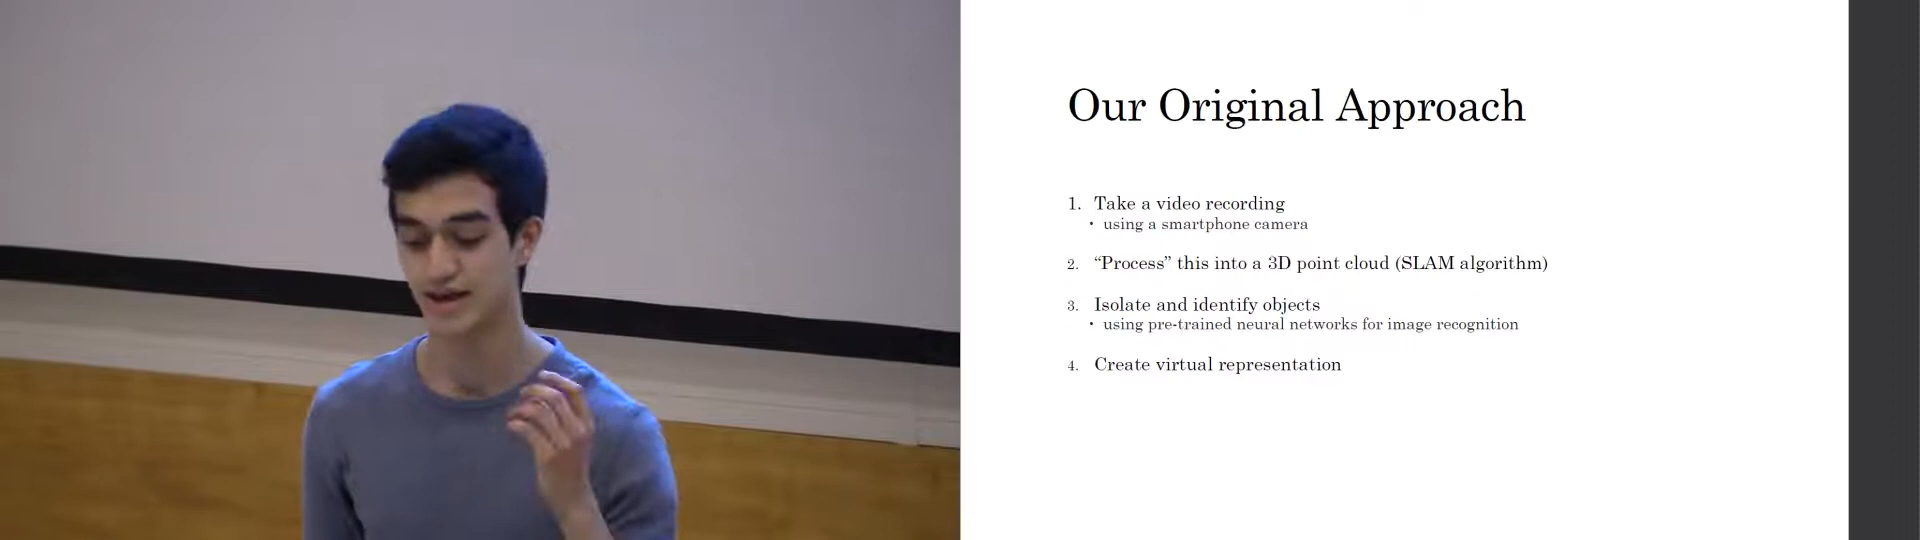 Our Original Approach
1. Take a video recording
• using a smartphone camera
2. “Process” this into a 3D point cloud (SLAM algorithm)
3. Isolate and identify objects
• using pre-trained neural networks for image recognition
4. Create virtual representation